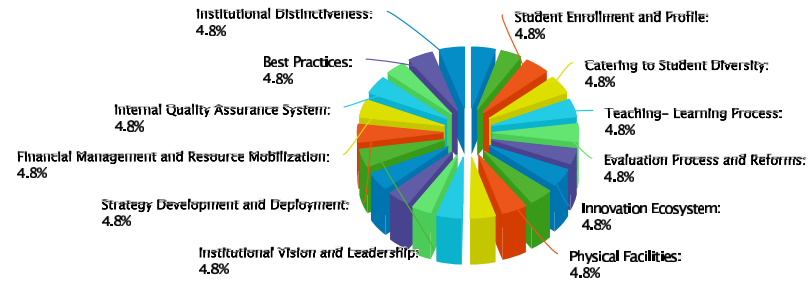 Institutional Distinctiveness:
4.8%
Student Enrollment and Profile:
4.8%
Best Practices:
4.8%
Catering to Student Diversity:
4.8%
Internal Quality Assurance System:
4.8%
Teaching- Learning Process:
4.8%
Financial Management and Resource Mobilization:
4.8%
Evaluation Process and Reforms:
4.8%
Strategy Development and Deployment:
4.8%
Innovation Ecosystem:
4.8%
Institutional Vision and Leadership:
4.8%
Physical Facilities:
4.8%